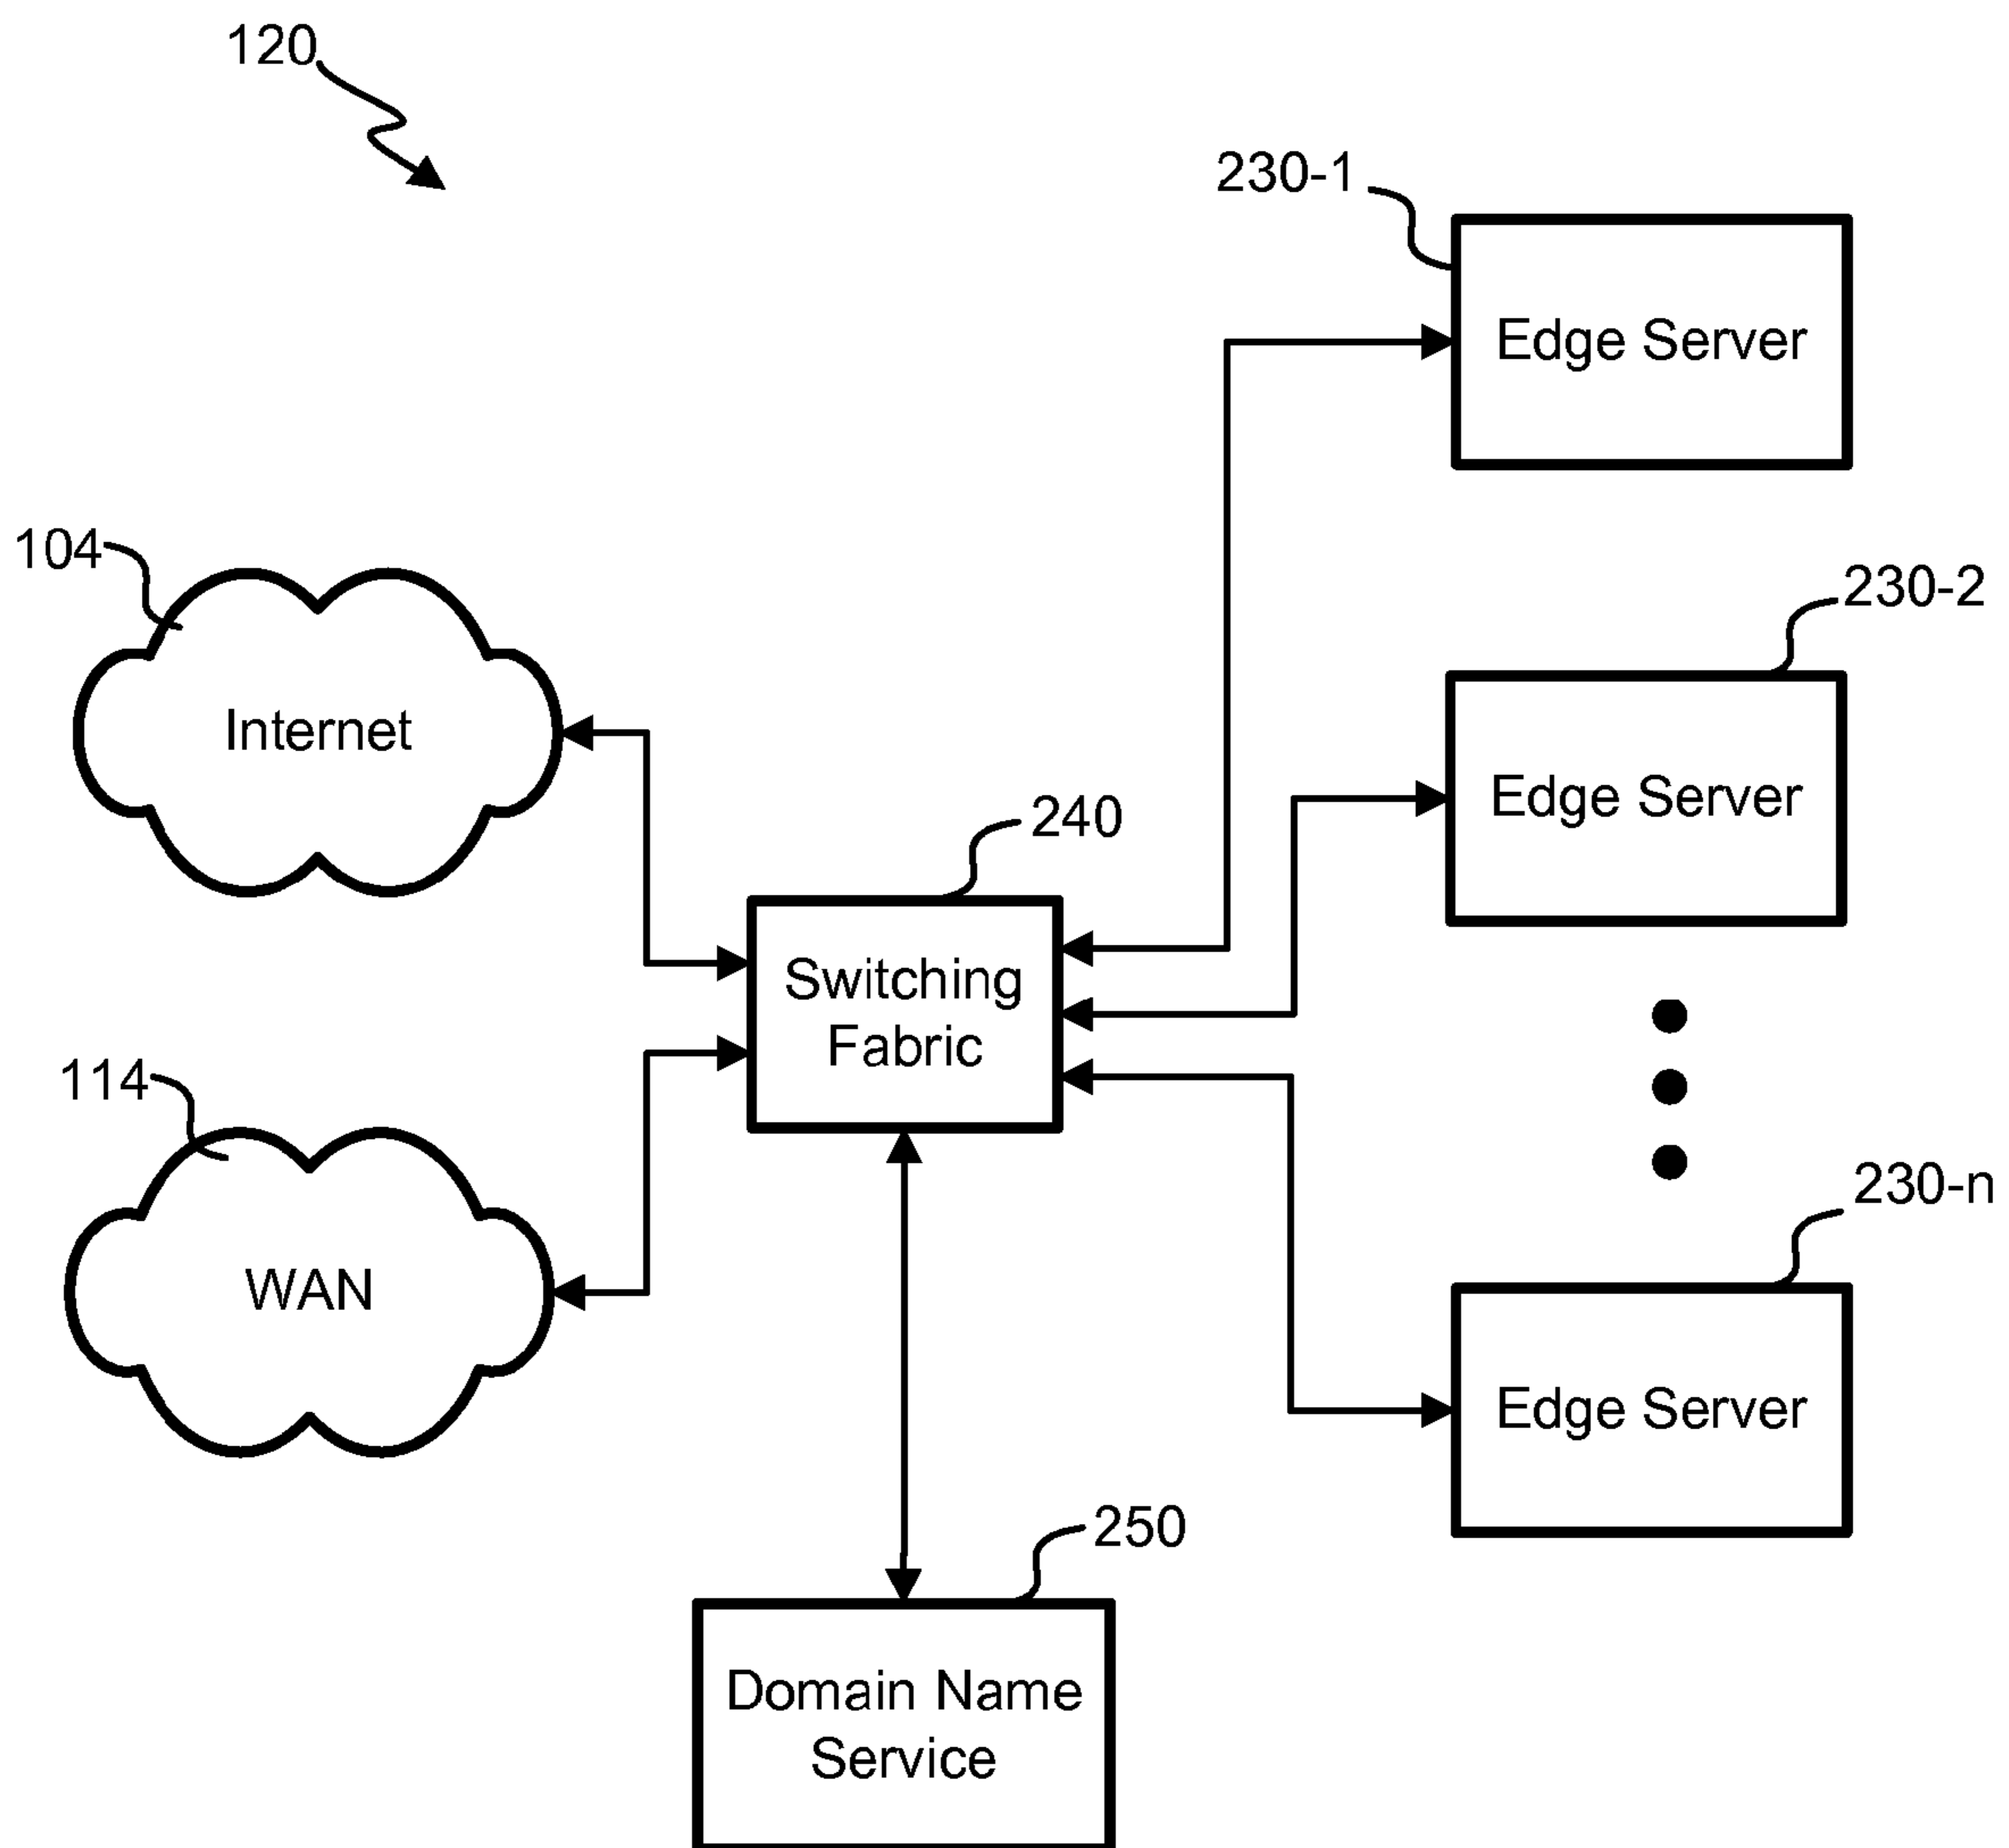 120
230-1
Edge Server
104
230-2
Internet
Edge Server
240
Switching
Fabric
114
230-n
WAN
Edge Server
250
Domain Name
Service